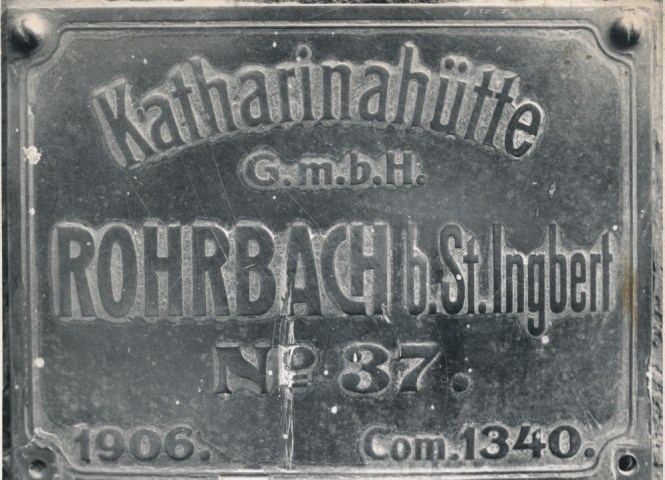 Katharinahütte
G.m.b.H.
ROHRBACH b. St. Ingbert
No 37.
1906. Com. 1340.